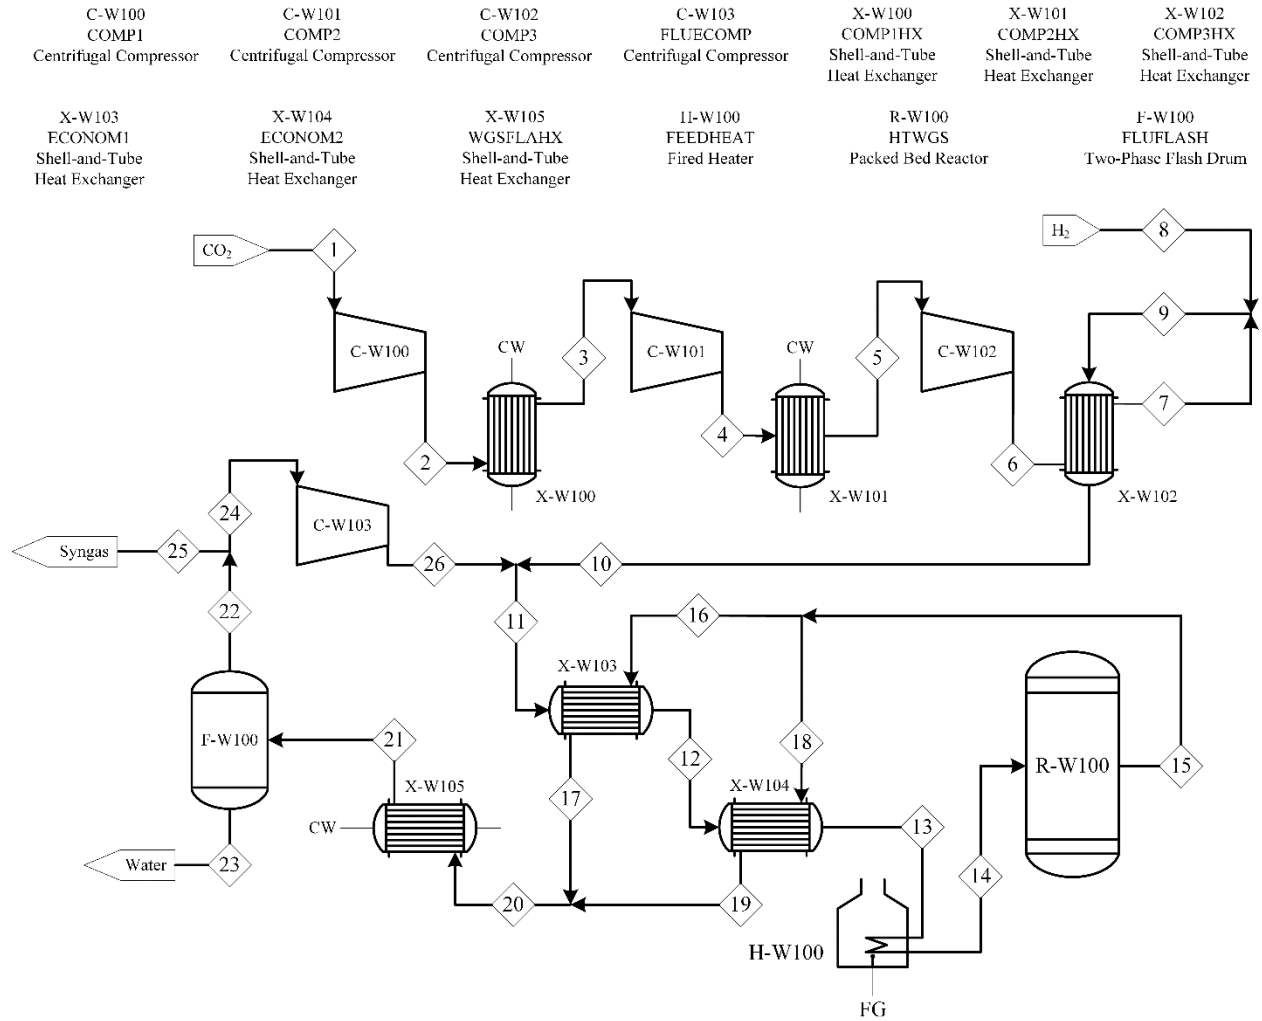 C-W100
COMP1
Centrifugal Compressor
C-W101
COMP2
Centrifugal Compressor
C-W102
COMP3
Centrifugal Compressor
C-W103
FLUECOMP
Centrifugal Compressor
X-W100
COMP1HX
Shell-and-Tube
Heat Exchanger
X-W101
COMP2HX
Shell-and-Tube
Heat Exchanger
X-W102
COMP3HX
Shell-and-Tube
Heat Exchanger
X-W103
ECONOM1
Shell-and-Tube
Heat Exchanger
X-W104
ECONOM2
Shell-and-Tube
Heat Exchanger
X-W105
WGSFLAHX
Shell-and-Tube
Heat Exchanger
H-W100
FEEDHEAT
Fired Heater
R-W100
HTWGS
Packed Bed Reactor
F-W100
FLUFLASH
Two-Phase Flash Drum
CO₂
1
H₂
8
C-W100
CW
3
C-W101
CW
5
C-W102
9
7
2
4
6
X-W100
X-W101
X-W102
24
C-W103
Syngas
25
26
10
22
11
16
X-W103
F-W100
21
12
18
R-W100
15
X-W105
X-W104
17
CW
13
Water
23
14
20
19
H-W100
FG